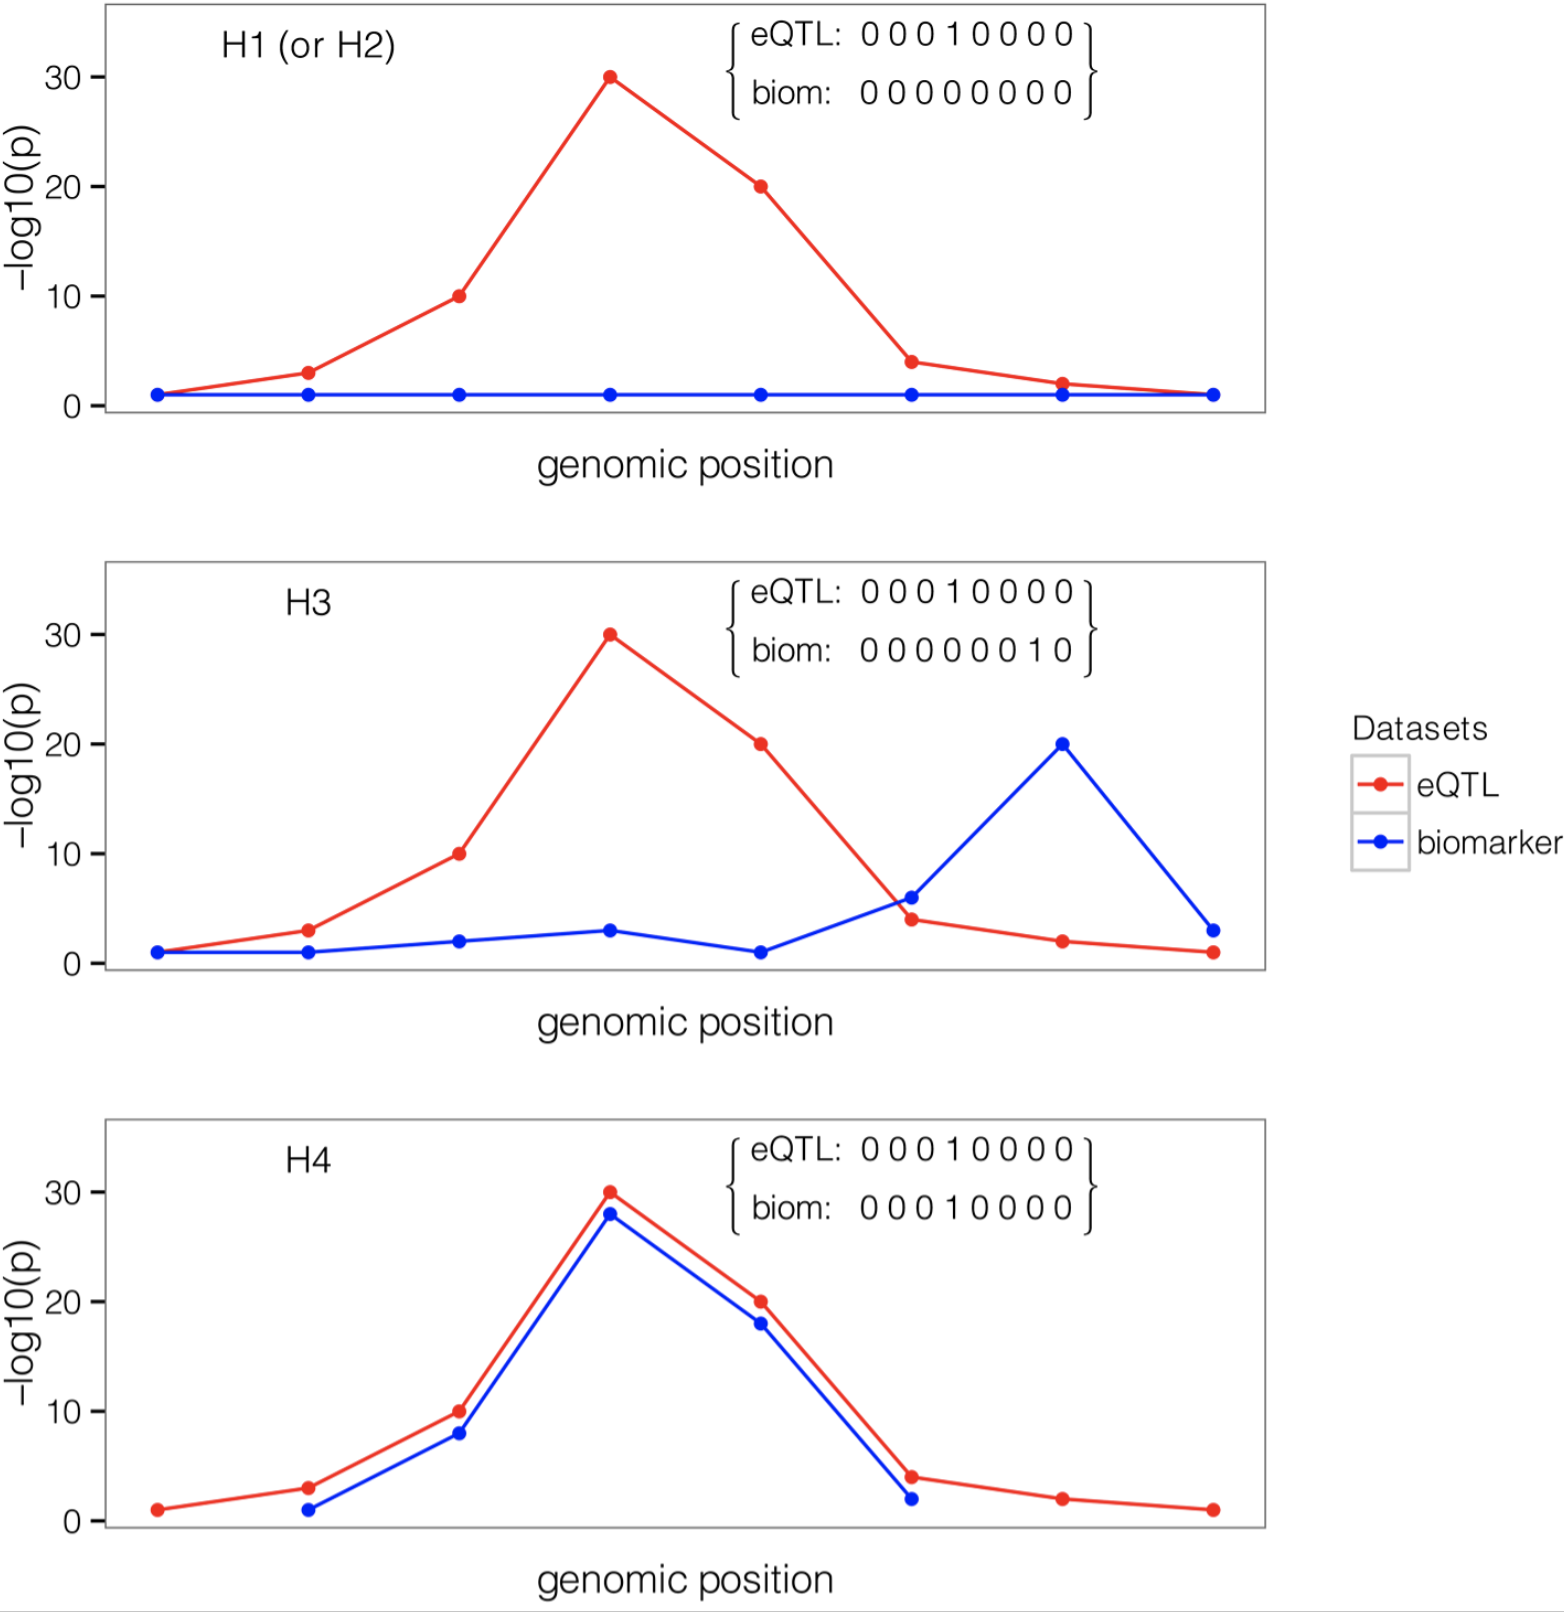 H1 (or H2)
eQTL: 0 0 0 1 0 0 0 0
biom: 0 0 0 0 0 0 0 0
30
20
10
0
–log10(p)
genomic position
H3
eQTL: 0 0 0 1 0 0 0 0
biom: 0 0 0 0 0 0 1 0
30
20
10
0
–log10(p)
genomic position
Datasets
eQTL
biomarker
H4
eQTL: 0 0 0 1 0 0 0 0
biom: 0 0 0 1 0 0 0 0
30
20
10
0
–log10(p)
genomic position